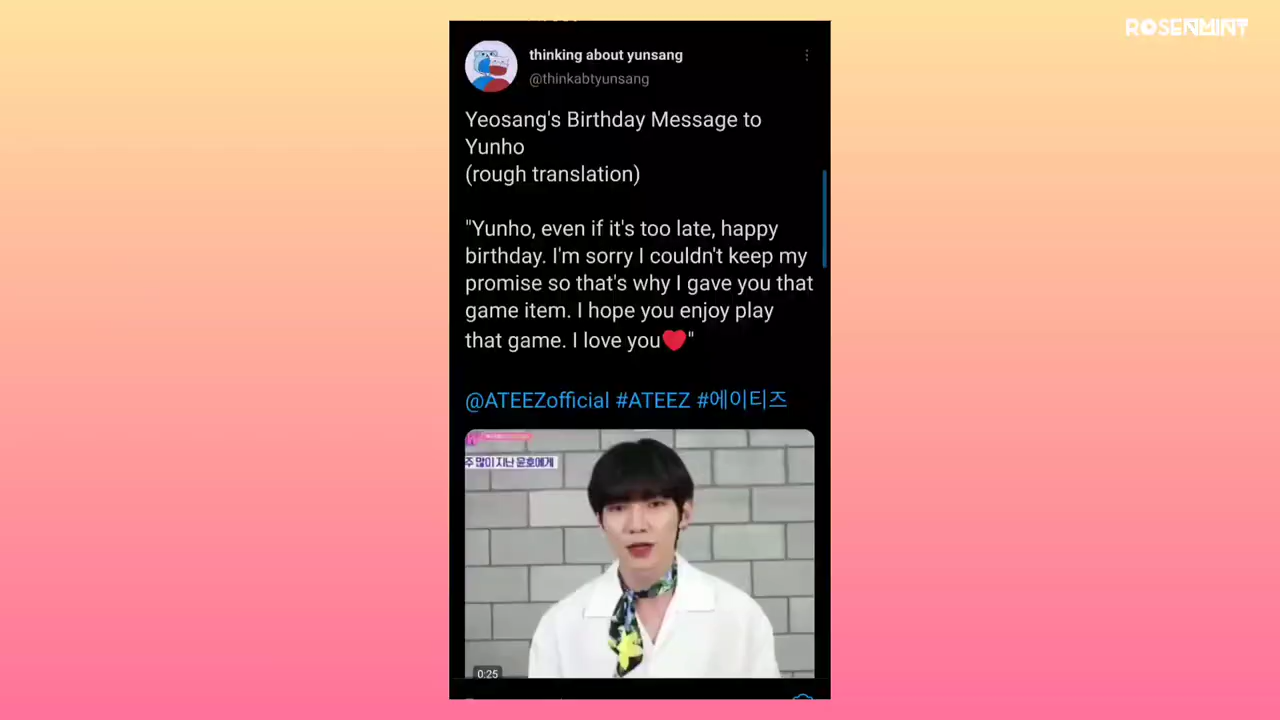 ROSENMINT
thinking about yunsang
@thinkabtyunsang
Yeosang's Birthday Message to
Yunho
(rough translation)
"Yunho, even if it's too late, happy
birthday. I'm sorry I couldn't keep my
promise so that's why I gave you that
game item. I hope you enjoy play
that game. I love you❤"
@ATEEZofficial #ATEEZ #에이티즈
주 많이 지난 윤호에게
0:25